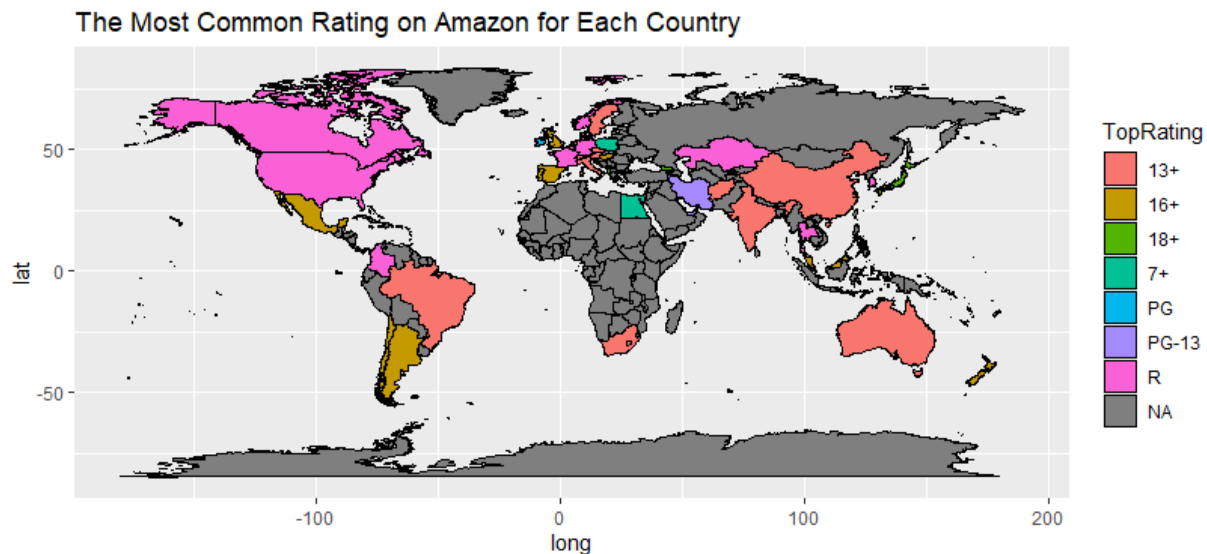 The Most Common Rating on Amazon for Each Country
lat
50
0
-50
-100
0
100
200
long
TopRating
13+
16+
18+
7+
PG
PG-13
R
NA